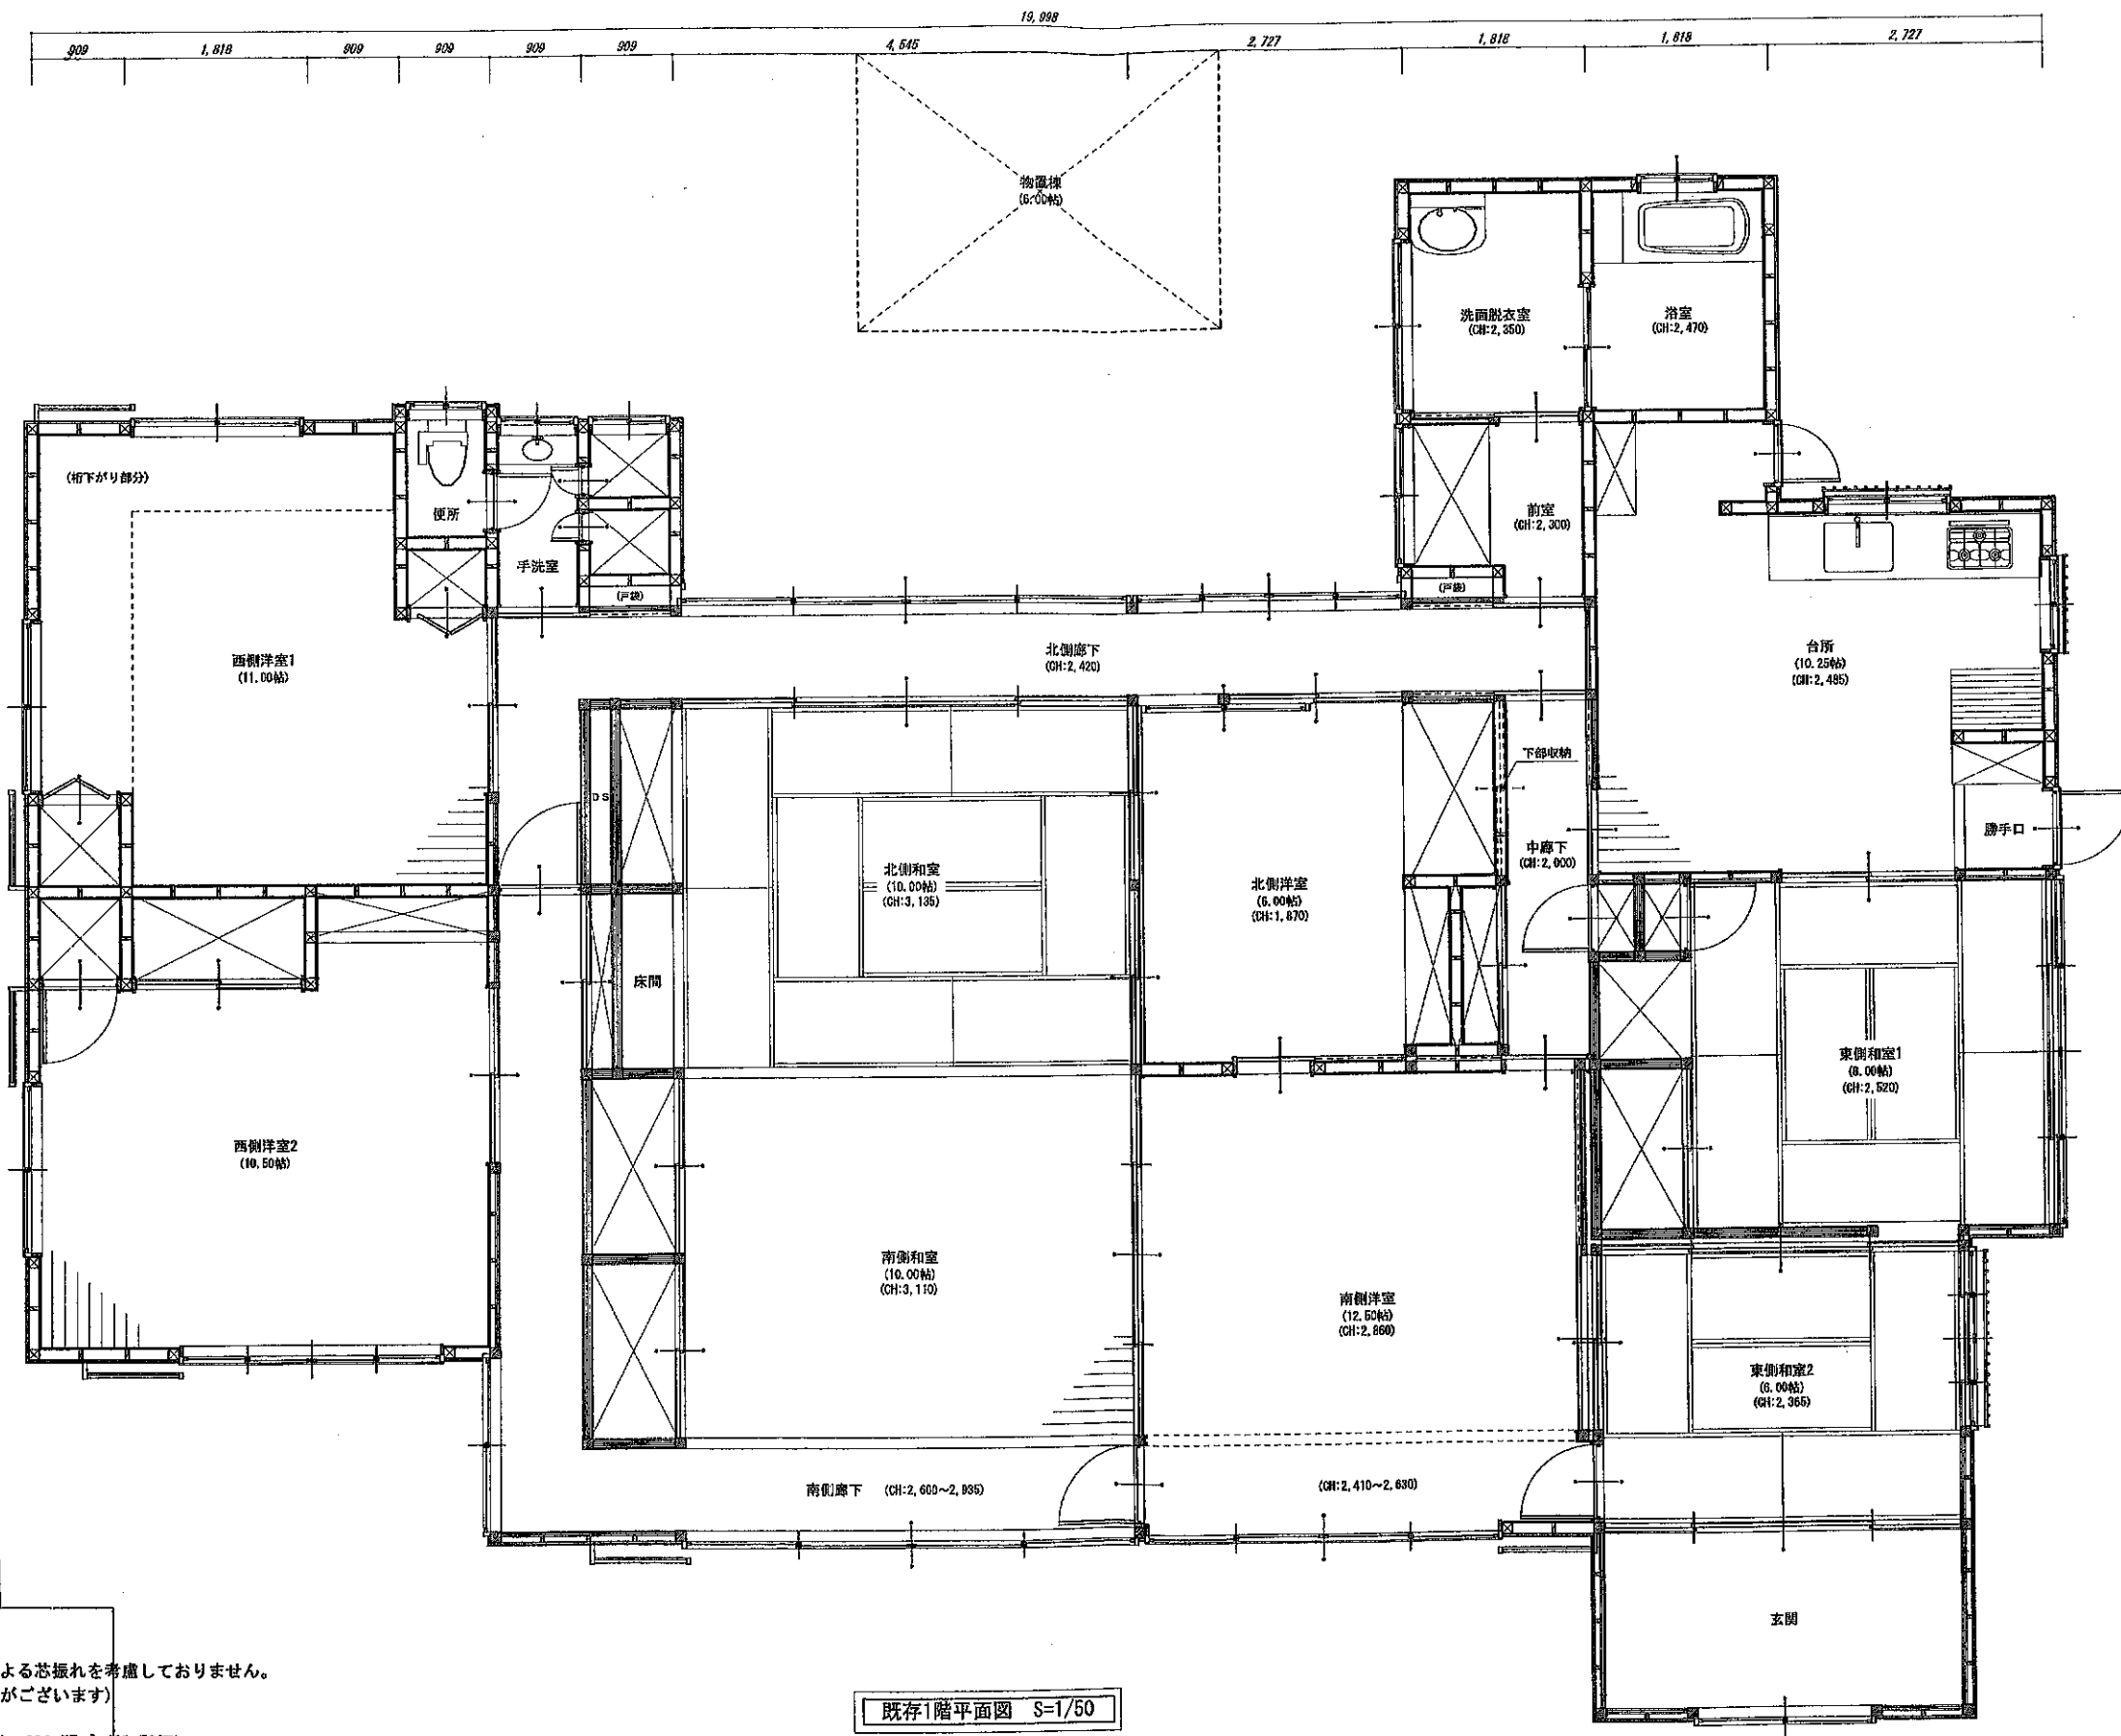 19,998
909 1,818 909 909 909 909 4,545 2,727 1,818 1,818 2,727
物置棟
(6.00帖)
洗面脱衣室
(CH:2,350)
浴室
(CH:2,470)
(桁下がり部分)
便所
手洗室
(戸袋)
前室
(CH:2,300)
(戸袋)
西側洋室1
(11.00帖)
北側廊下
(CH:2,420)
台所
(10.25帖)
(CH:2,485)
下部収納
DS
勝手口
中廊下
(CH:2,000)
北側和室
(10.00帖)
(CH:3,135)
北側洋室
(6.00帖)
(CH:1,870)
床間
東側和室1
(8.00帖)
(CH:2,520)
西側洋室2
(10.50帖)
南側和室
(10.00帖)
(CH:3,110)
南側洋室
(12.50帖)
(CH:2,860)
東側和室2
(6.00帖)
(CH:2,365)
南側廊下 (CH:2,600~2,935)
(CH:2,410~2,630)
玄関
よる芯振れを考慮しておりません。
がございます)
既存1階平面図 S=1/50